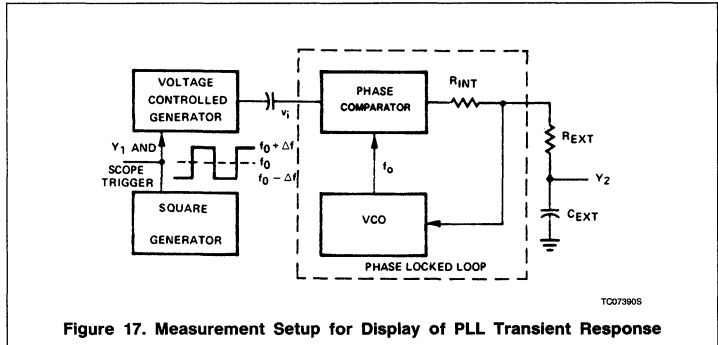 VOLTAGE
CONTROLLED
GENERATOR
Y1 AND
SCOPE
TRIGGER
f0 + Δf
f0
f0 − Δf
SQUARE
GENERATOR
vi
PHASE
COMPARATOR
RINT
fo
VCO
PHASE LOCKED LOOP
REXT
Y2
CEXT
TC07390S
Figure 17. Measurement Setup for Display of PLL Transient Response